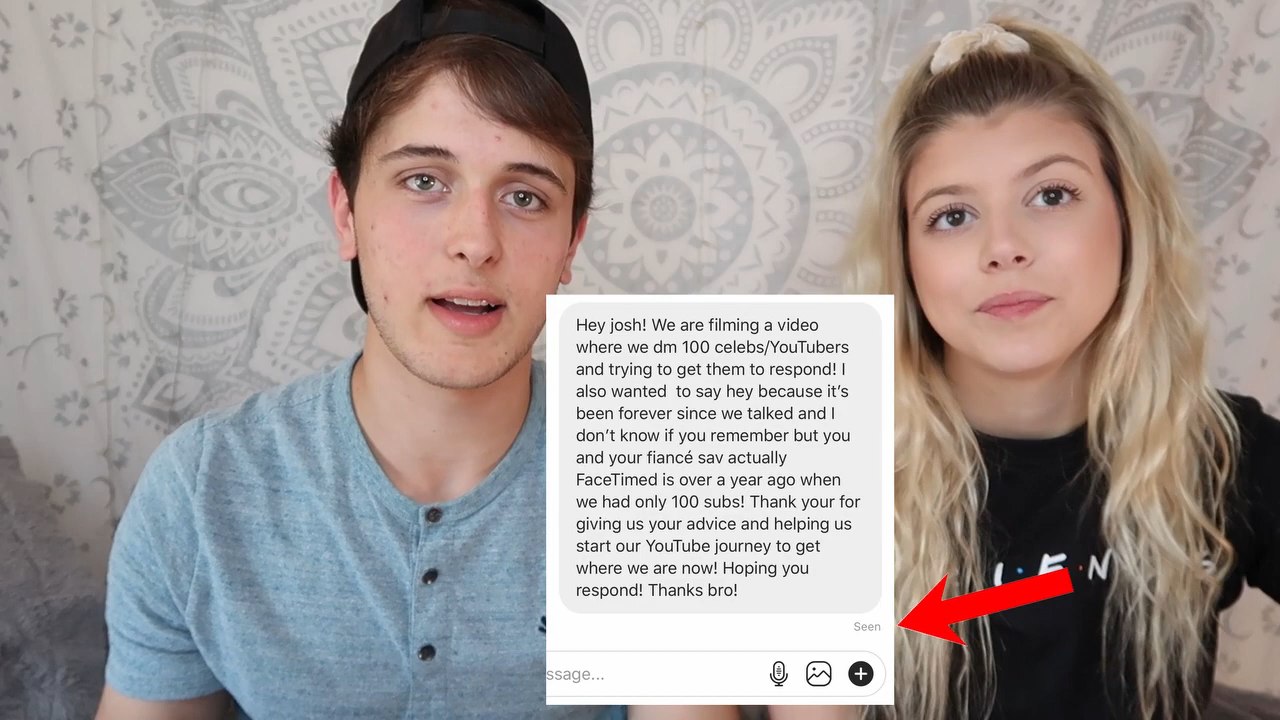 Hey josh! We are filming a video
where we dm 100 celebs/YouTubers
and trying to get them to respond! I
also wanted  to say hey because it's
been forever since we talked and I
don't know if you remember but you
and your fiancé sav actually
FaceTimed is over a year ago when
we had only 100 subs! Thank your for
giving us your advice and helping us
start our YouTube journey to get
where we are now! Hoping you
respond! Thanks bro!
Seen
ssage...